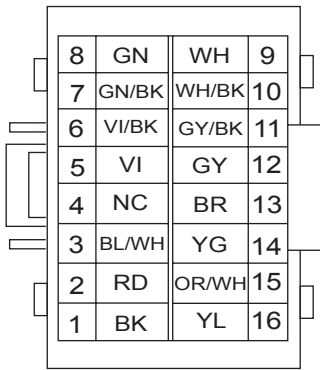 8 GN WH 9
7 GN/BK WH/BK 10
6 VI/BK GY/BK 11
5 VI GY 12
4 NC BR 13
3 BL/WH YG 14
2 RD OR/WH 15
1 BK YL 16